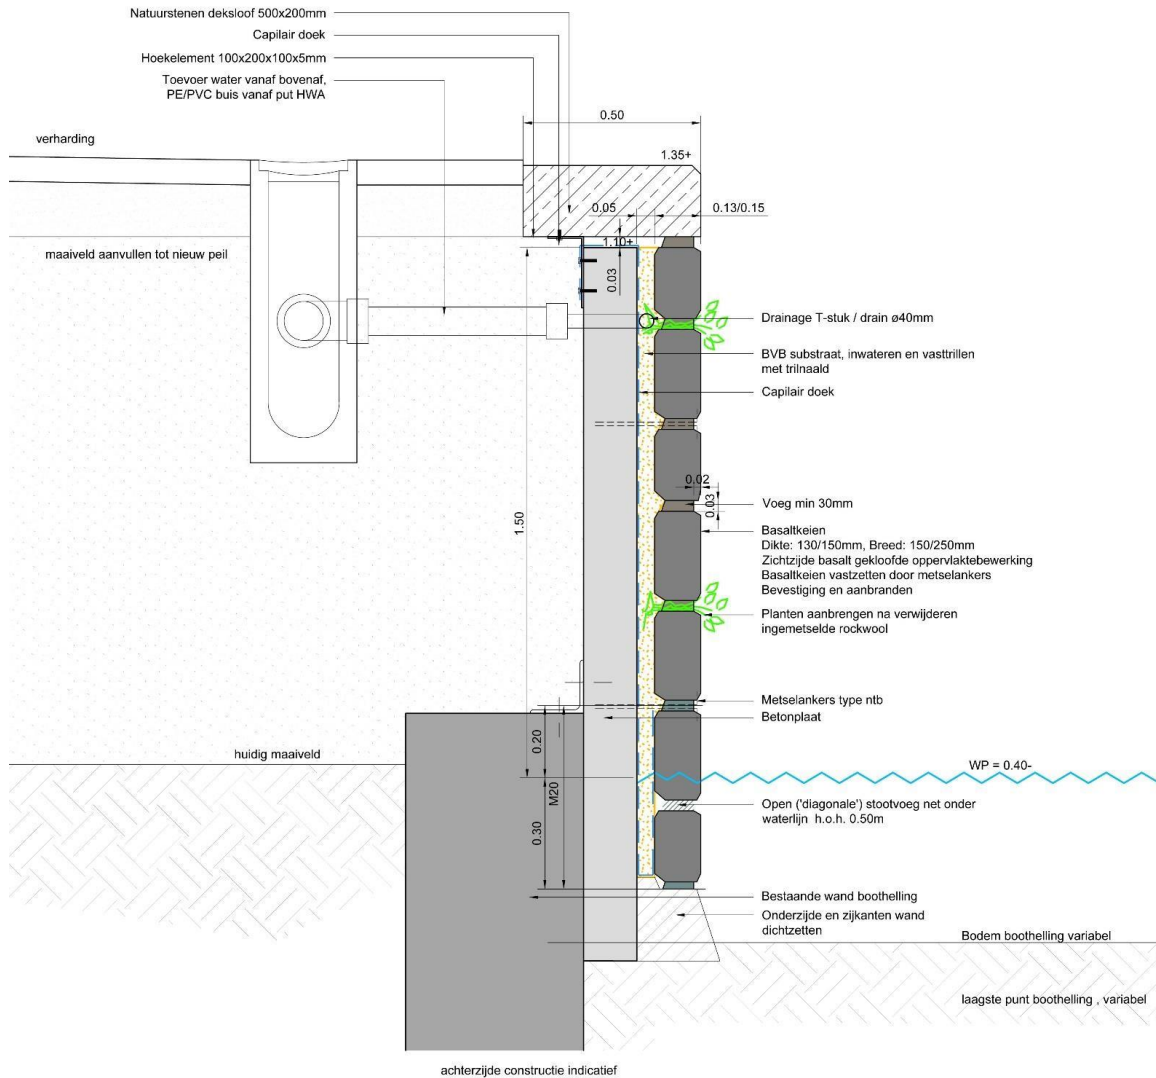 Natuurstenen deksloof 500x200mm
Capilair doek
Hoekelement 100x200x100x5mm
Toevoer water vanaf bovenaf,
PE/PVC buis vanaf put HWA
0.50
verharding
1.35+
0.05
0.13/0.15
1.10+
maaiveld aanvullen tot nieuw peil
0.03
Drainage T-stuk / drain ø40mm
BVB substraat, inwateren en vasttrillen
met trilnaald
Capilair doek
0.02
0.03
Voeg min 30mm
1.50
Basaltkeien
Dikte: 130/150mm, Breed: 150/250mm
Zichtzijde basalt gekloofde oppervlaktebewerking
Basaltkeien vastzetten door metselankers
Bevestiging en aanbranden
Planten aanbrengen na verwijderen
ingemetselde rockwool
Metselankers type ntb
Betonplaat
0.20
huidig maaiveld
WP = 0.40-
M20
0.30
Open ('diagonale') stootvoeg net onder
waterlijn h.o.h. 0.50m
Bestaande wand boothelling
Onderzijde en zijkanten wand
dichtzetten
Bodem boothelling variabel
laagste punt boothelling , variabel
achterzijde constructie indicatief